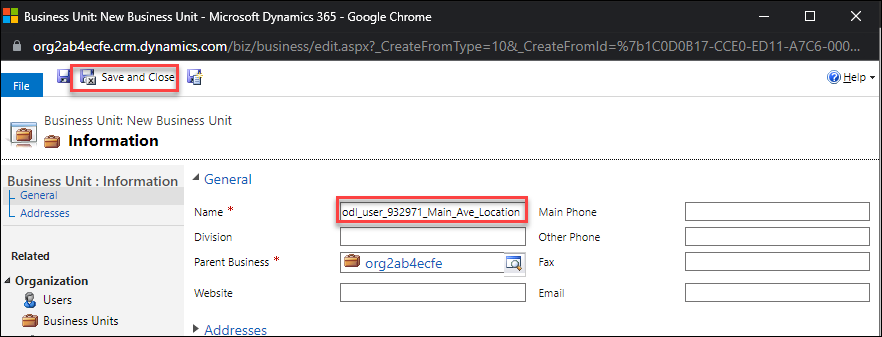 Business Unit: New Business Unit - Microsoft Dynamics 365 - Google Chrome
org2ab4ecfe.crm.dynamics.com/biz/business/edit.aspx?_CreateFromType=10&_CreateFromId=%7b1C0D0B17-CCE0-ED11-A7C6-000...
File Save and Close Help
Business Unit: New Business Unit
Information
Business Unit : Information
General
Addresses
Related
Organization
Users
Business Units
General
Name * odl_user_932971_Main_Ave_Location Main Phone
Division Other Phone
Parent Business * org2ab4ecfe Fax
Website Email
Addresses